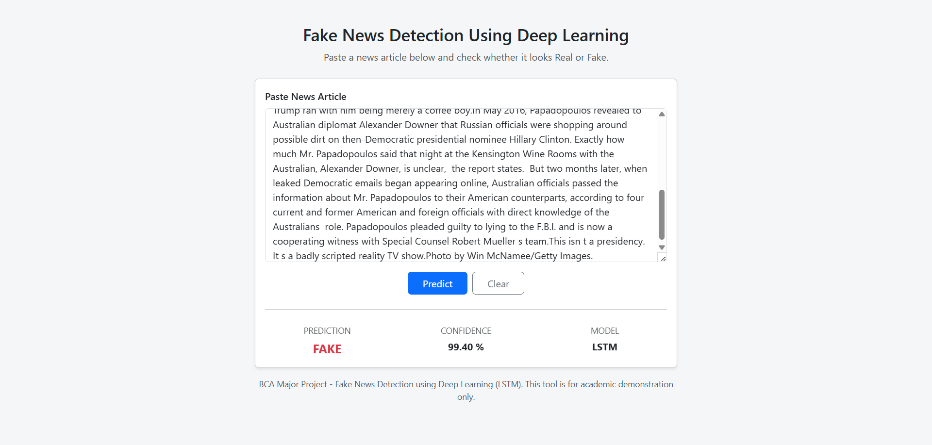 Fake News Detection Using Deep Learning
Paste a news article below and check whether it looks Real or Fake.
Paste News Article
Trump ran with him being merely a coffee boy.In May 2016, Papadopoulos revealed to
Australian diplomat Alexander Downer that Russian officials were shopping around
possible dirt on then-Democratic presidential nominee Hillary Clinton. Exactly how
much Mr. Papadopoulos said that night at the Kensington Wine Rooms with the
Australian, Alexander Downer, is unclear,  the report states.  But two months later, when
leaked Democratic emails began appearing online, Australian officials passed the
information about Mr. Papadopoulos to their American counterparts, according to four
current and former American and foreign officials with direct knowledge of the
Australians  role. Papadopoulos pleaded guilty to lying to the F.B.I. and is now a
cooperating witness with Special Counsel Robert Mueller s team.This isn t a presidency.
It s a badly scripted reality TV show.Photo by Win McNamee/Getty Images.
Predict Clear
PREDICTION CONFIDENCE MODEL
FAKE 99.40 % LSTM
BCA Major Project - Fake News Detection using Deep Learning (LSTM). This tool is for academic demonstration
only.